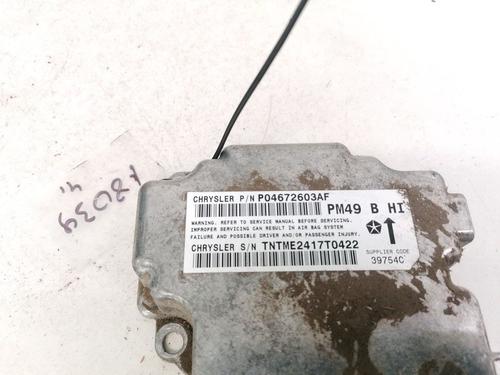 CHRYSLER P/N P04672603AF
PM49 B HI
WARNING, REFER TO SERVICE MANUAL BEFORE SERVICING.
IMPROPER SERVICING CAN RESULT IN AIR BAG SYSTEM
FAILURE AND POSSIBLE DRIVER AND/OR PASSENGER INJURY.
CHRYSLER S/N TNTME2417T0422
SUPPLIER CODE
39754C
48039